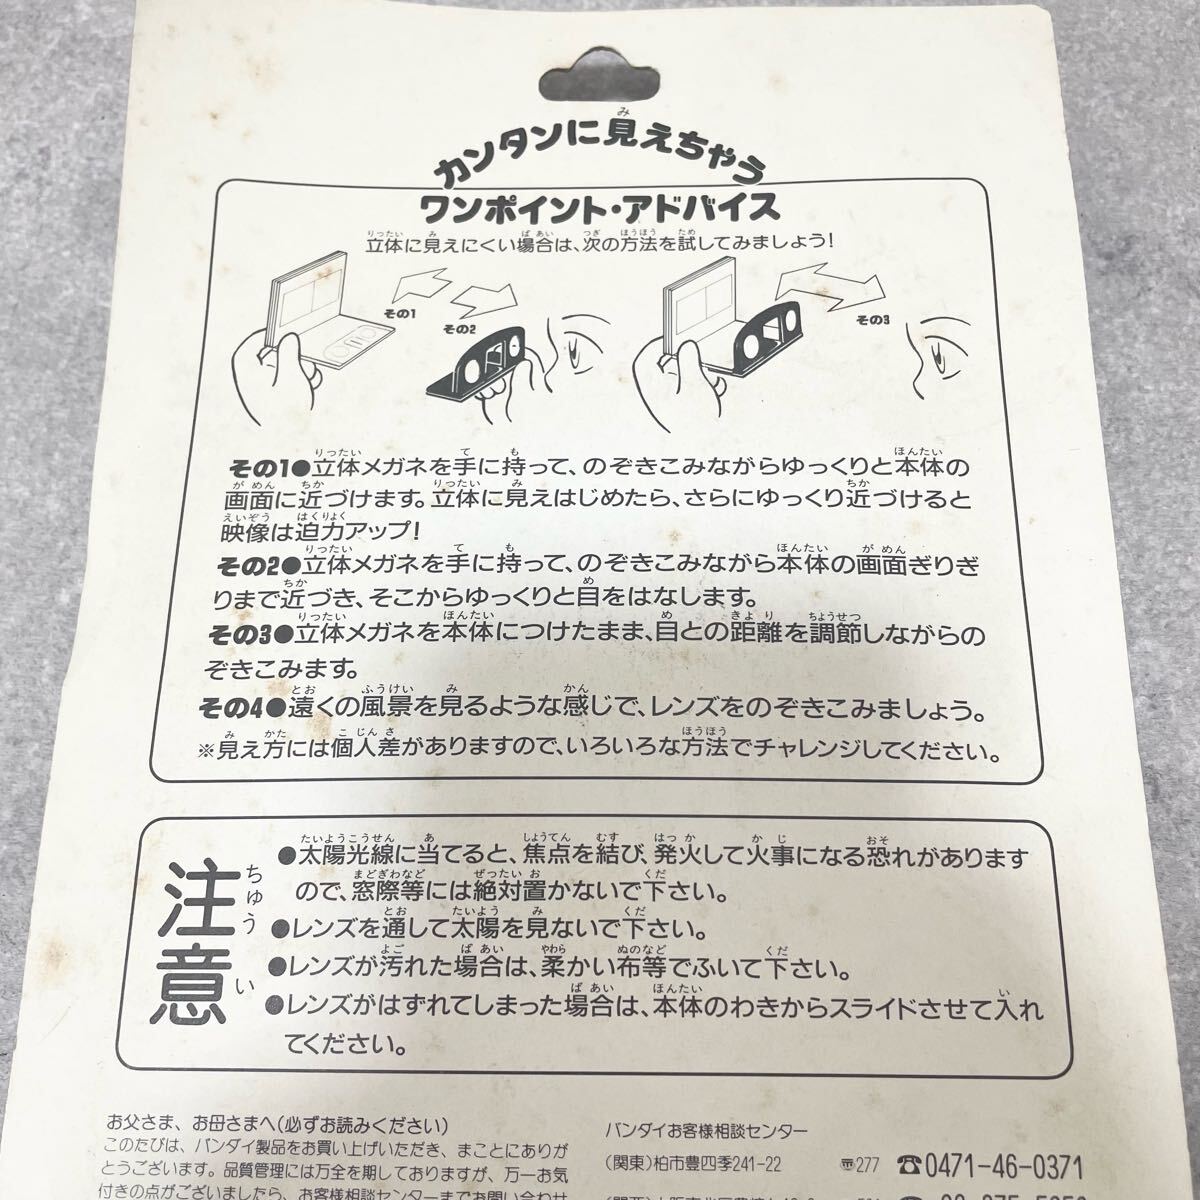 カンタンに見えちゃう
ワンポイント・アドバイス
立体に見えにくい場合は、次の方法を試してみましょう!
その1
その2
その3
その1●立体メガネを手に持って、のぞきこみながらゆっくりと本体の
画面に近づけます。立体に見えはじめたら、さらにゆっくり近づけると
映像は迫力アップ!
その2●立体メガネを手に持って、のぞきこみながら本体の画面ぎりぎ
りまで近づき、そこからゆっくりと目をはなします。
その3●立体メガネを本体につけたまま、目との距離を調節しながらの
ぞきこみます。
その4●遠くの風景を見るような感じで、レンズをのぞきこみましょう。
※見え方には個人差がありますので、いろいろな方法でチャレンジしてください。
注意
ちゅうい
●太陽光線に当てると、焦点を結び、発火して火事になる恐れがあります
ので、窓際等には絶対置かないで下さい。
●レンズを通して太陽を見ないで下さい。
●レンズが汚れた場合は、柔かい布等でふいて下さい。
●レンズがはずれてしまった場合は、本体のわきからスライドさせて入れ
てください。
お父さま、お母さまへ(必ずお読みください)
このたびは、バンダイ製品をお買い上げいただき、まことにありが
とうございます。品質管理には万全を期しておりますが、万一お気
付きの点がございましたら、お客様相談センターまでお問い合わせ
バンダイお客様相談センター
(関東)柏市豊四季241-22 〒277 ☎0471-46-0371